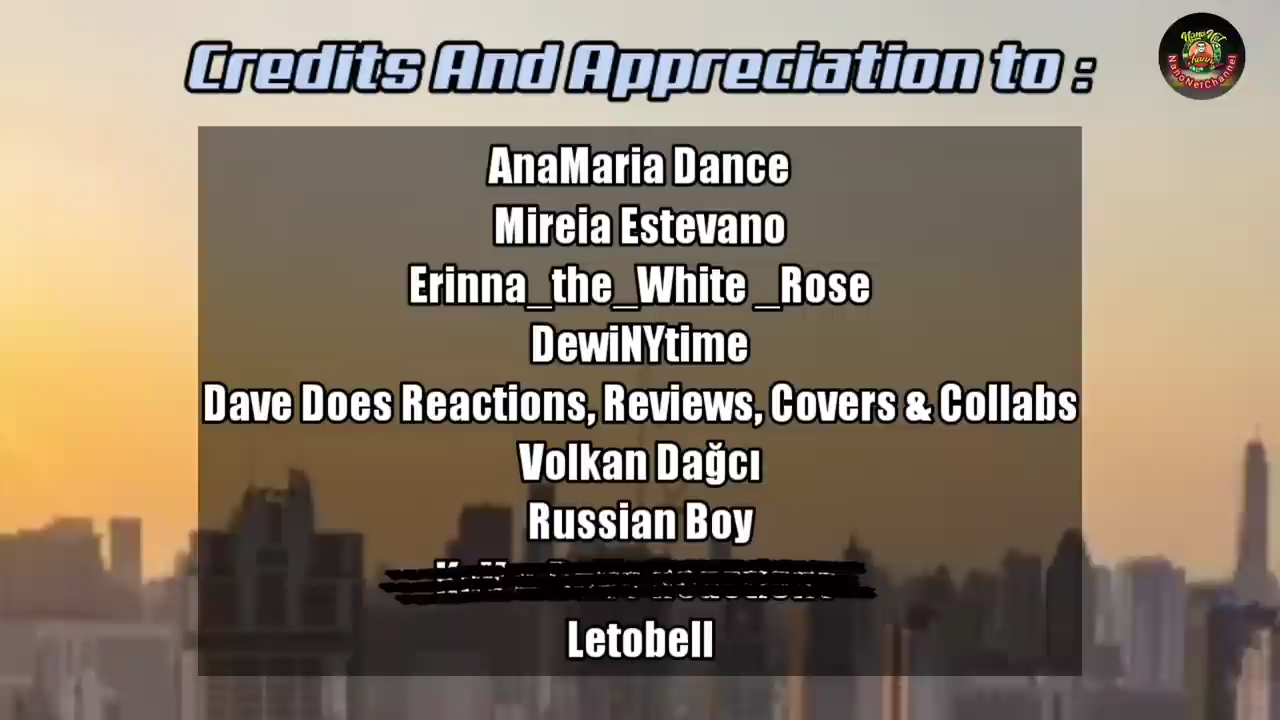 Credits And Appreciation to :
NanoNetChannel
AnaMaria Dance
Mireia Estevano
Erinna_the_White _Rose
DewiNYtime
Dave Does Reactions, Reviews, Covers & Collabs
Volkan Dağcı
Russian Boy
Letobell